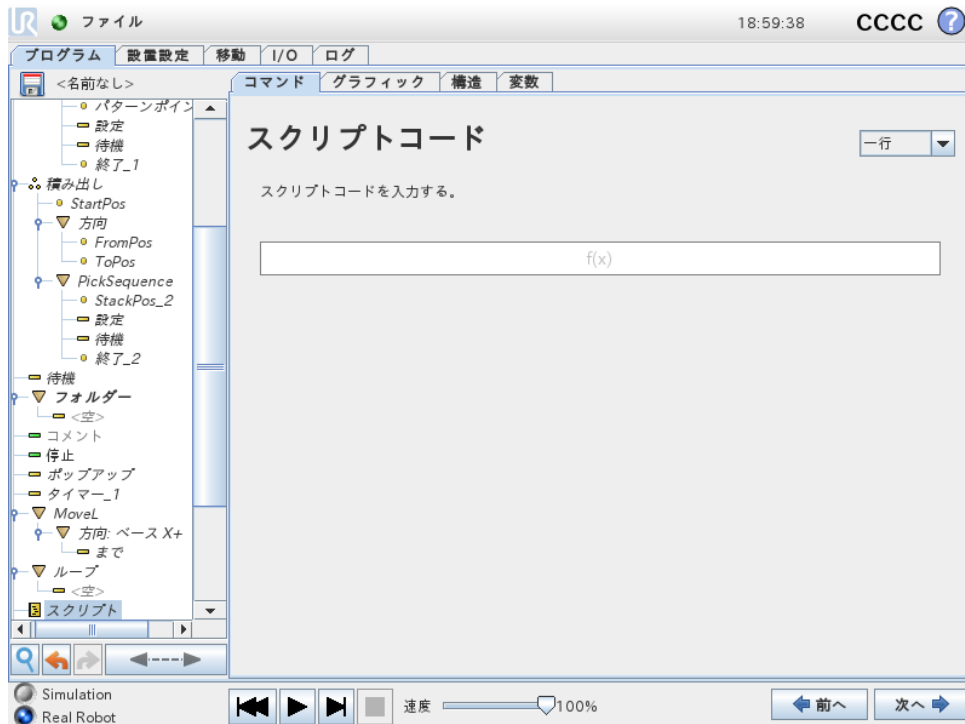 UR ファイル 18:59:38 CCCC ?
プログラム 設置設定 移動 I/O ログ
<名前なし>
コマンド グラフィック 構造 変数
パターンポイン
設定
待機
終了_1
積み出し
StartPos
方向
FromPos
ToPos
PickSequence
StackPos_2
設定
待機
終了_2
待機
フォルダー
<空>
コメント
停止
ポップアップ
タイマー_1
MoveL
方向: ベース X+
まで
ループ
<空>
スクリプト
スクリプトコード
一行
スクリプトコードを入力する。
f(x)
Simulation
Real Robot
速度 100%
前へ 次へ